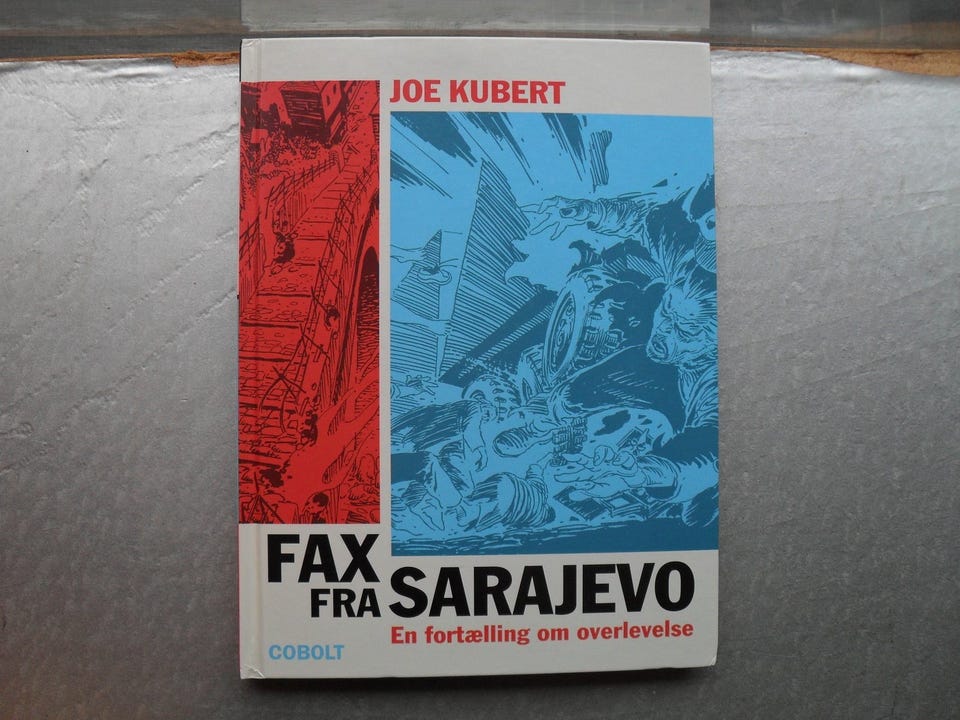 JOE KUBERT
FAX
FRA SARAJEVO
En fortælling om overlevelse
COBOLT